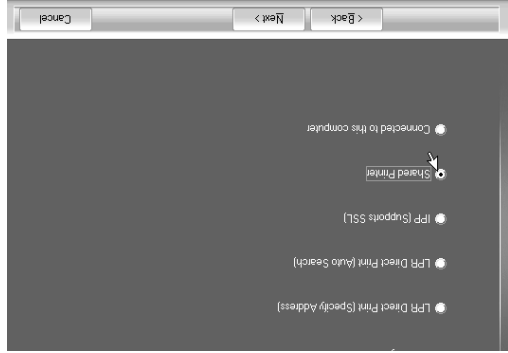 LPR Direct Print (Specify Address)
LPR Direct Print (Auto Search)
IPP (Supports SSL)
Shared Printer
Connected to this computer
< Back Next > Cancel